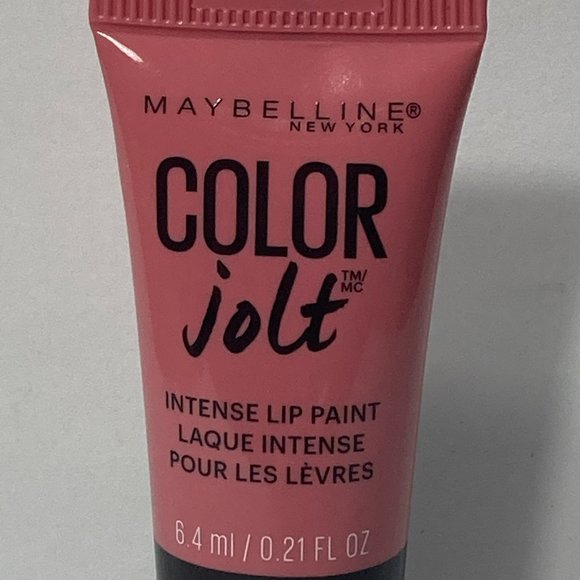 MAYBELLINE®
NEW YORK
COLOR
jolt™/MC
INTENSE LIP PAINT
LAQUE INTENSE
POUR LES LÈVRES
6.4 ml / 0.21 FL OZ